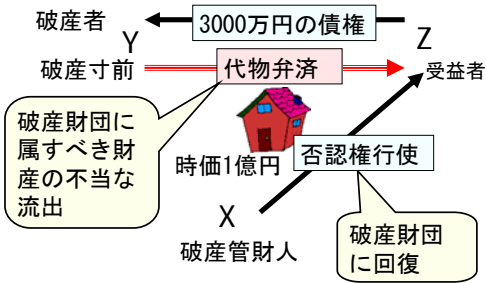 破産者
3000万円の債権
Y
Z
破産寸前
代物弁済
受益者
破産財団に
属すべき財
産の不当な
流出
時価1億円
否認権行使
X
破産管財人
破産財団
に回復